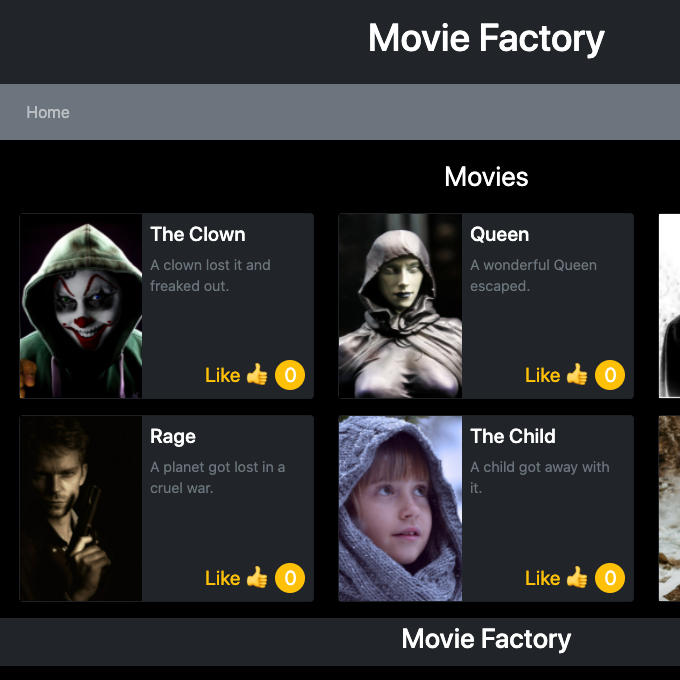 Movie Factory
Home
Movies
The Clown
A clown lost it and
freaked out.
Like 👍 0
Queen
A wonderful Queen
escaped.
Like 👍 0
Rage
A planet got lost in a
cruel war.
Like 👍 0
The Child
A child got away with
it.
Like 👍 0
Movie Factory